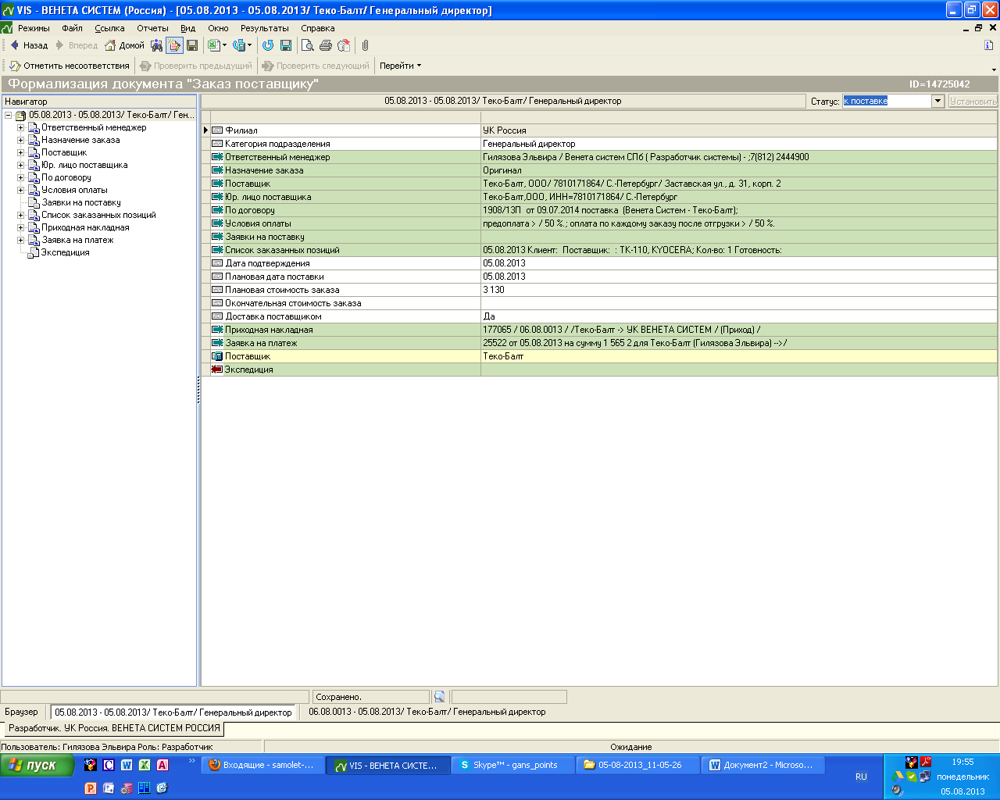 VIS - ВЕНЕТА СИСТЕМ (Россия) - [05.08.2013 - 05.08.2013/ Теко-Балт/ Генеральный директор]
Режимы Файл Ссылка Отчеты Вид Окно Результаты Справка
Назад Вперед Домой
Отметить несоответствия Проверить предыдущий Проверить следующий Перейти
Формализация документа "Заказ поставщику" ID=14725042
Навигатор
05.08.2013 - 05.08.2013/ Теко-Балт/ Ген...
Ответственный менеджер
Назначение заказа
Поставщик
Юр. лицо поставщика
По договору
Условия оплаты
Заявки на поставку
Список заказанных позиций
Приходная накладная
Заявка на платеж
Экспедиция
05.08.2013 - 05.08.2013/ Теко-Балт/ Генеральный директор Статус: к поставке Установить
Филиал УК Россия
Категория подразделения Генеральный директор
Ответственный менеджер Гилязова Эльвира / Венета систем СПб ( Разработчик системы) - ;7(812) 2444900
Назначение заказа Оригинал
Поставщик Теко-Балт, ООО/ 7810171864/ С.-Петербург/ Заставская ул., д. 31, корп. 2
Юр. лицо поставщика Теко-Балт,ООО, ИНН=7810171864/ С.-Петербург
По договору 1908/13П от 09.07.2014 поставка (Венета Систем - Теко-Балт);
Условия оплаты предоплата > / 50 %.; оплата по каждому заказу после отгрузки > / 50 %.
Заявки на поставку
Список заказанных позиций 05.08.2013 Клиент: Поставщик: : TK-110, KYOCERA; Кол-во: 1 Готовность:
Дата подтверждения 05.08.2013
Плановая дата поставки 05.08.2013
Плановая стоимость заказа 3 130
Окончательная стоимость заказа
Доставка поставщиком Да
Приходная накладная 177065 / 06.08.0013 / /Теко-Балт -> УК ВЕНЕТА СИСТЕМ / (Приход) /
Заявка на платеж 25522 от 05.08.2013 на сумму 1 565 2 для Теко-Балт (Гилязова Эльвира) -->/
Поставщик Теко-Балт
Экспедиция
Сохранено.
Браузер 05.08.2013 - 05.08.2013/ Теко-Балт/ Генеральный директор 06.08.0013 - 05.08.2013/ Теко-Балт/ Генеральный директор
Разработчик. УК Россия. ВЕНЕТА СИСТЕМ РОССИЯ
Пользователь: Гилязова Эльвира Роль: Разработчик Ожидание
пуск Входящие - samolet-... VIS - ВЕНЕТА СИСТЕ... Skype™ - gans_points 05-08-2013_11-05-26 Документ2 - Microso... RU 19:55
понедельник
05.08.2013